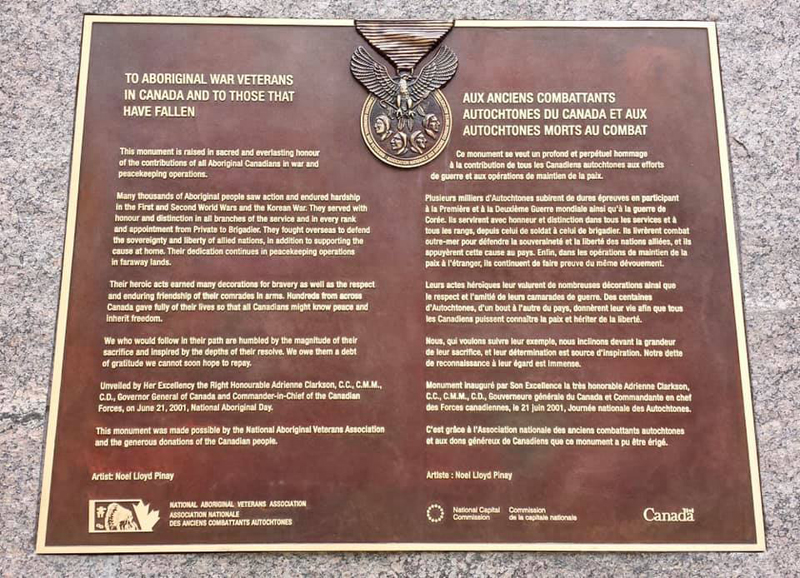 TO ABORIGINAL WAR VETERANS
IN CANADA AND TO THOSE THAT
HAVE FALLEN
This monument is raised in sacred and everlasting honour
of the contributions of all Aboriginal Canadians in war and
peacekeeping operations.
Many thousands of Aboriginal people saw action and endured hardship
in the First and Second World Wars and the Korean War. They served with
honour and distinction in all branches of the service and in every rank
and appointment from Private to Brigadier. They fought overseas to defend
the sovereignty and liberty of allied nations, in addition to supporting the
cause at home. Their dedication continues in peacekeeping operations
in faraway lands.
Their heroic acts earned many decorations for bravery as well as the respect
and enduring friendship of their comrades in arms. Hundreds from across
Canada gave fully of their lives so that all Canadians might know peace and
inherit freedom.
We who would follow in their path are humbled by the magnitude of their
sacrifice and inspired by the depths of their resolve. We owe them a debt
of gratitude we cannot soon hope to repay.
Unveiled by Her Excellency the Right Honourable Adrienne Clarkson, C.C., C.M.M.,
C.D., Governor General of Canada and Commander-in-Chief of the Canadian
Forces, on June 21, 2001, National Aboriginal Day.
This monument was made possible by the National Aboriginal Veterans Association
and the generous donations of the Canadian people.
Artist: Noel Lloyd Pinay
NATIONAL ABORIGINAL VETERANS ASSOCIATION
ASSOCIATION NATIONALE
DES ANCIENS COMBATTANTS AUTOCHTONES
AUX ANCIENS COMBATTANTS
AUTOCHTONES DU CANADA ET AUX
AUTOCHTONES MORTS AU COMBAT
Ce monument se veut un profond et perpétuel hommage
à la contribution de tous les Canadiens autochtones aux efforts
de guerre et aux opérations de maintien de la paix.
Plusieurs milliers d'Autochtones subirent de dures épreuves en participant
à la Première et à la Deuxième Guerre mondiale ainsi qu'à la guerre de
Corée. Ils servirent avec honneur et distinction dans tous les services et à
tous les rangs, depuis celui de soldat à celui de brigadier. Ils livrèrent combat
outre-mer pour défendre la souveraineté et la liberté des nations alliées, et ils
appuyèrent cette cause au pays. Enfin, dans les opérations de maintien de la
paix à l'étranger, ils continuent de faire preuve du même dévouement.
Leurs actes héroïques leur valurent de nombreuses décorations ainsi que
le respect et l'amitié de leurs camarades de guerre. Des centaines
d'Autochtones, d'un bout à l'autre du pays, donnèrent leur vie afin que tous
les Canadiens puissent connaître la paix et hériter de la liberté.
Nous, qui voulons suivre leur exemple, nous inclinons devant la grandeur
de leur sacrifice, et leur détermination est source d'inspiration. Notre dette
de reconnaissance à leur égard est immense.
Monument inauguré par Son Excellence la très honorable Adrienne Clarkson,
C.C., C.M.M., C.D., Gouverneure générale du Canada et Commandante en chef
des Forces canadiennes, le 21 juin 2001, Journée nationale des Autochtones.
C'est grâce à l'Association nationale des anciens combattants autochtones
et aux dons généreux de Canadiens que ce monument a pu être érigé.
Artiste : Noel Lloyd Pinay
National Capital
Commission
Commission
de la capitale nationale
Canada